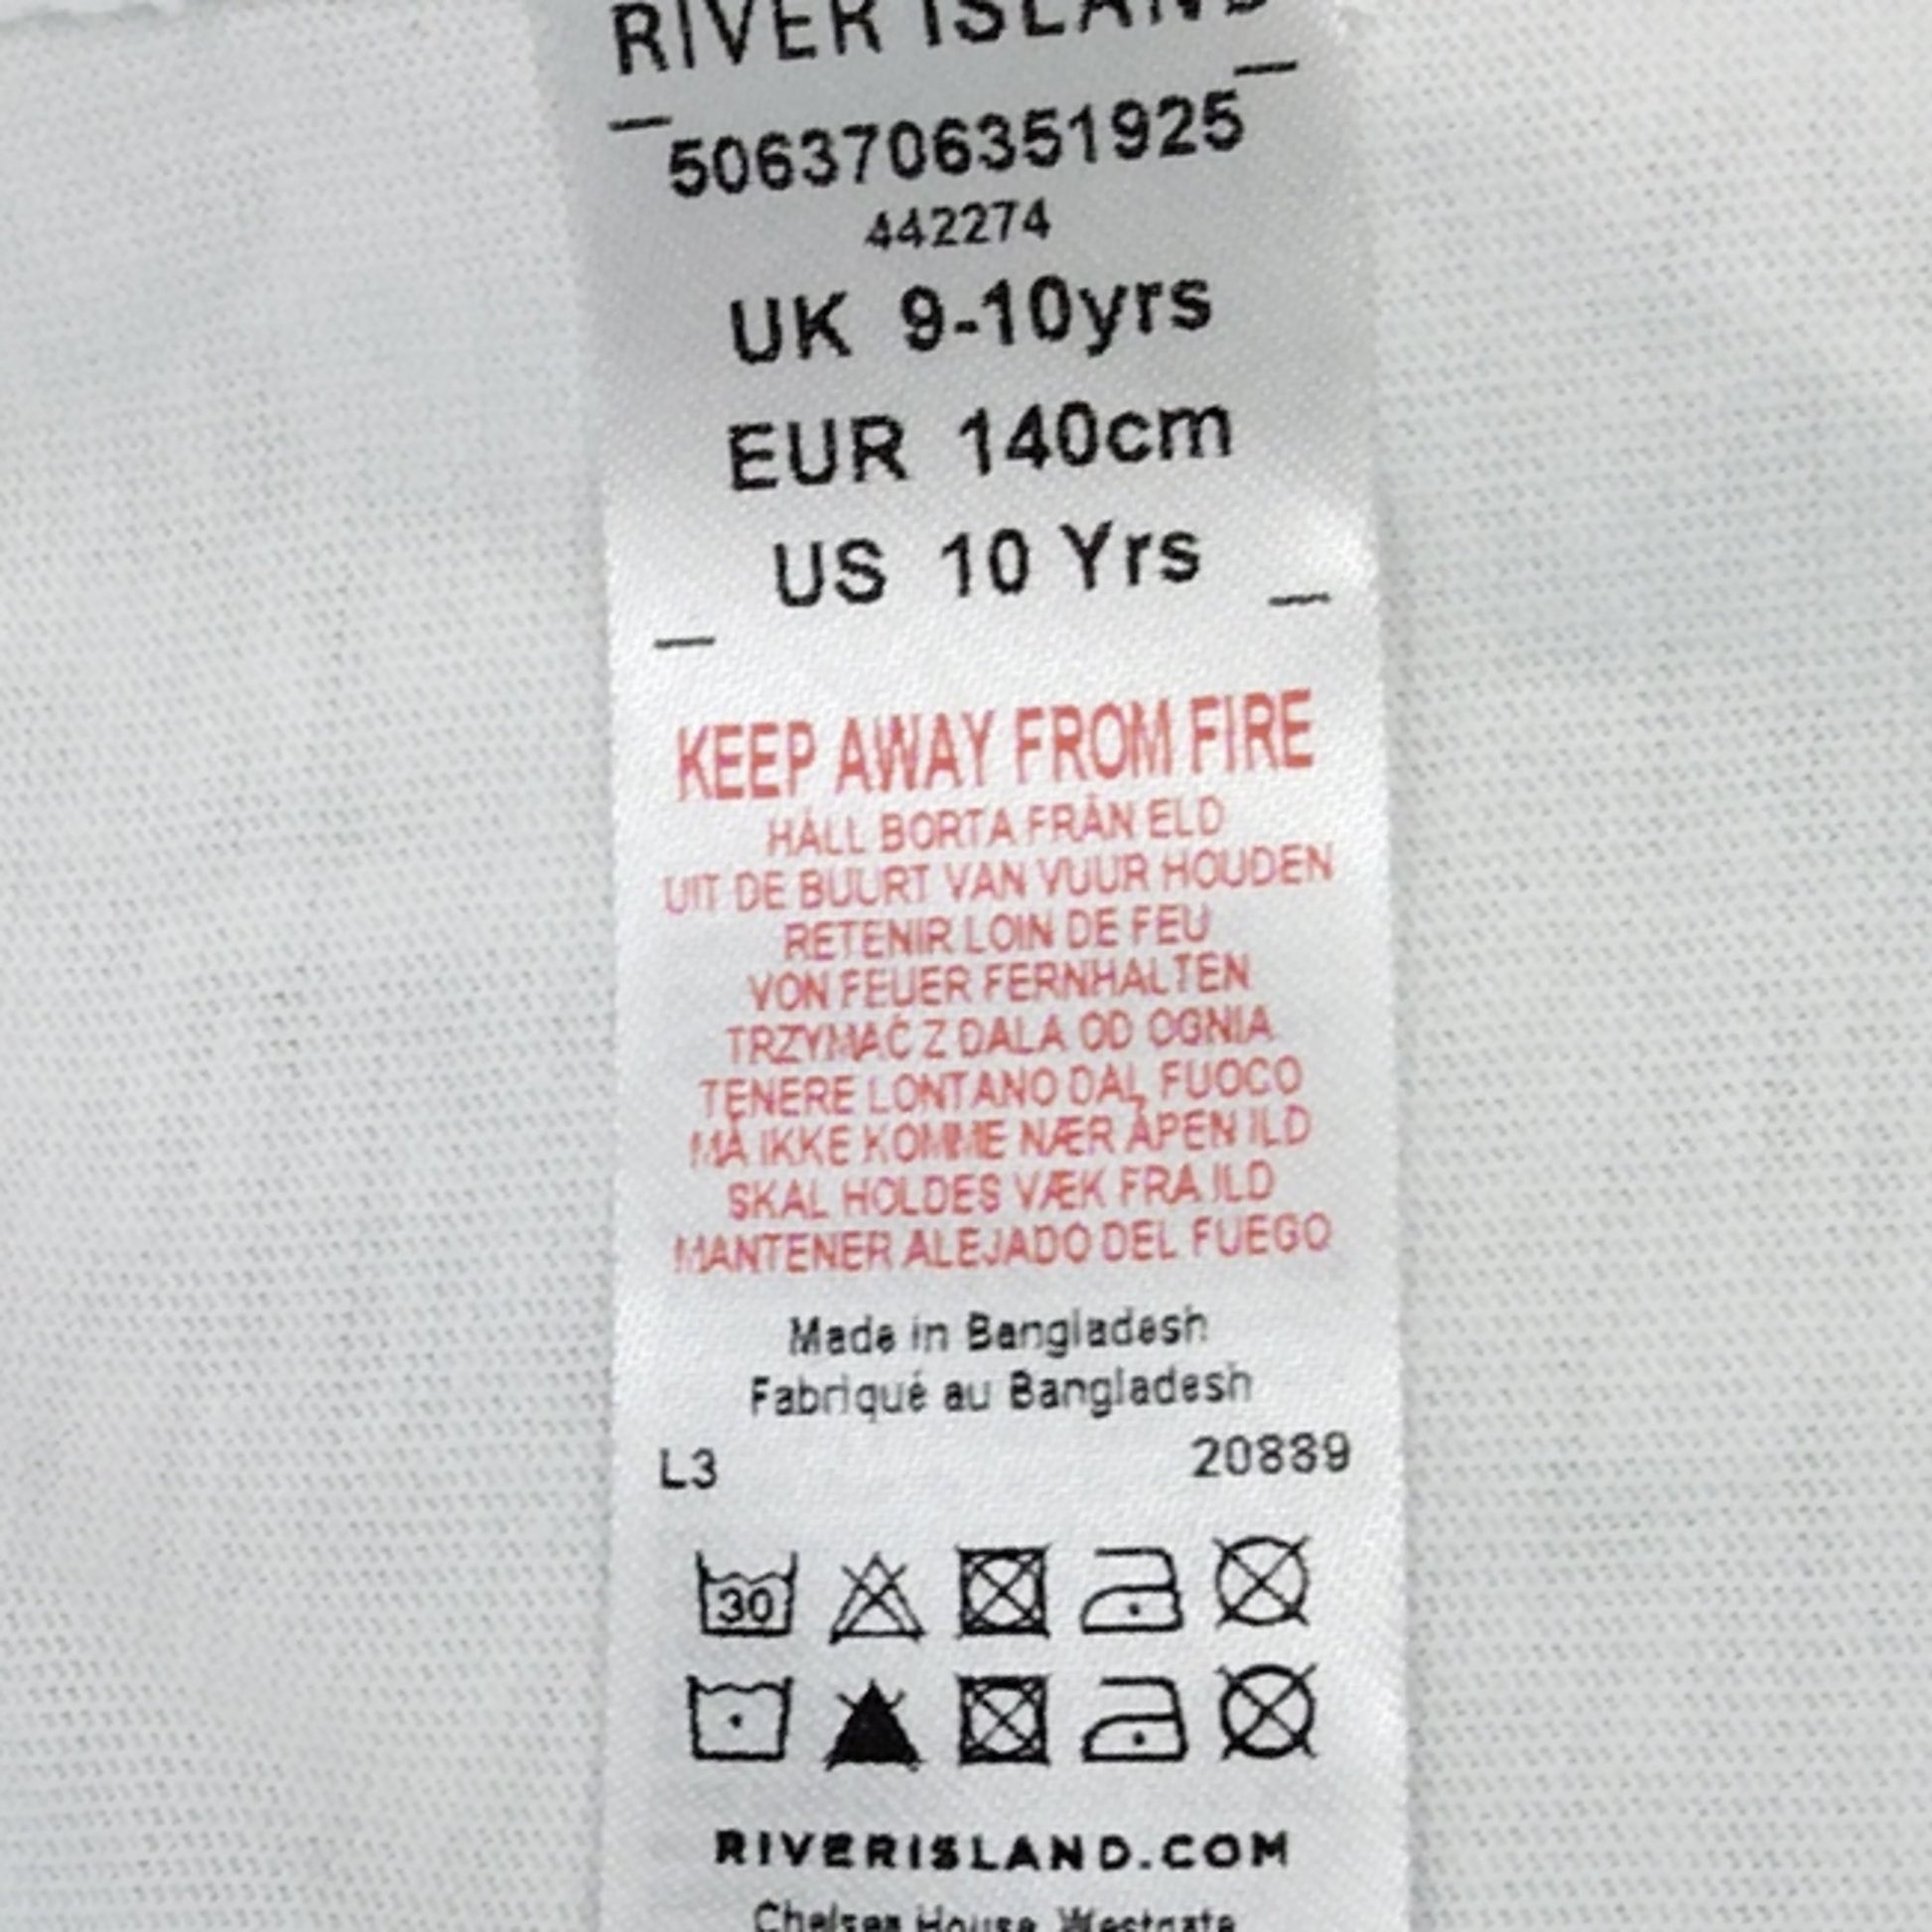 RIVER ISLAND
5063706351925
442274
UK 9-10yrs
EUR 140cm
US 10 Yrs
KEEP AWAY FROM FIRE
HÅLL BORTA FRÅN ELD
UIT DE BUURT VAN VUUR HOUDEN
RETENIR LOIN DE FEU
VON FEUER FERNHALTEN
TRZYMAĆ Z DALA OD OGNIA
TENERE LONTANO DAL FUOCO
MÅ IKKE KOMME NÆR ÅPEN ILD
SKAL HOLDES VÆK FRA ILD
MANTENER ALEJADO DEL FUEGO
Made in Bangladesh
Fabriqué au Bangladesh
L3 20889
30
RIVERISLAND.COM
Chelsea House, Westgate